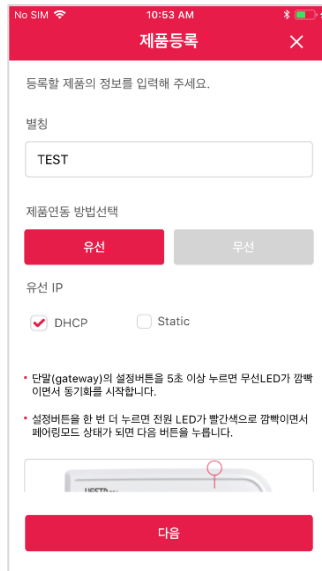 No SIM 10:53 AM
제품등록
등록할 제품의 정보를 입력해 주세요.
별칭
TEST
제품연동 방법선택
유선 무선
유선 IP
DHCP Static
• 단말(gateway)의 설정버튼을 5초 이상 누르면 무선LED가 깜빡
이면서 동기화를 시작합니다.
• 설정버튼을 한 번 더 누르면 전원 LED가 빨간색으로 깜빡이면서
페어링모드 상태가 되면 다음 버튼을 누릅니다.
다음